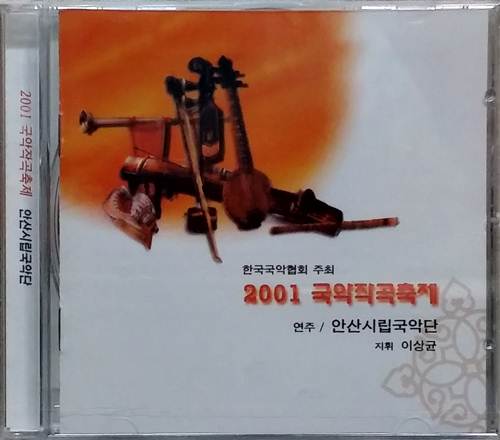 2001 국악작곡축제 안산시립국악단
한국국악협회 주최
2001 국악작곡축제
연주 / 안산시립국악단
지휘 이상균